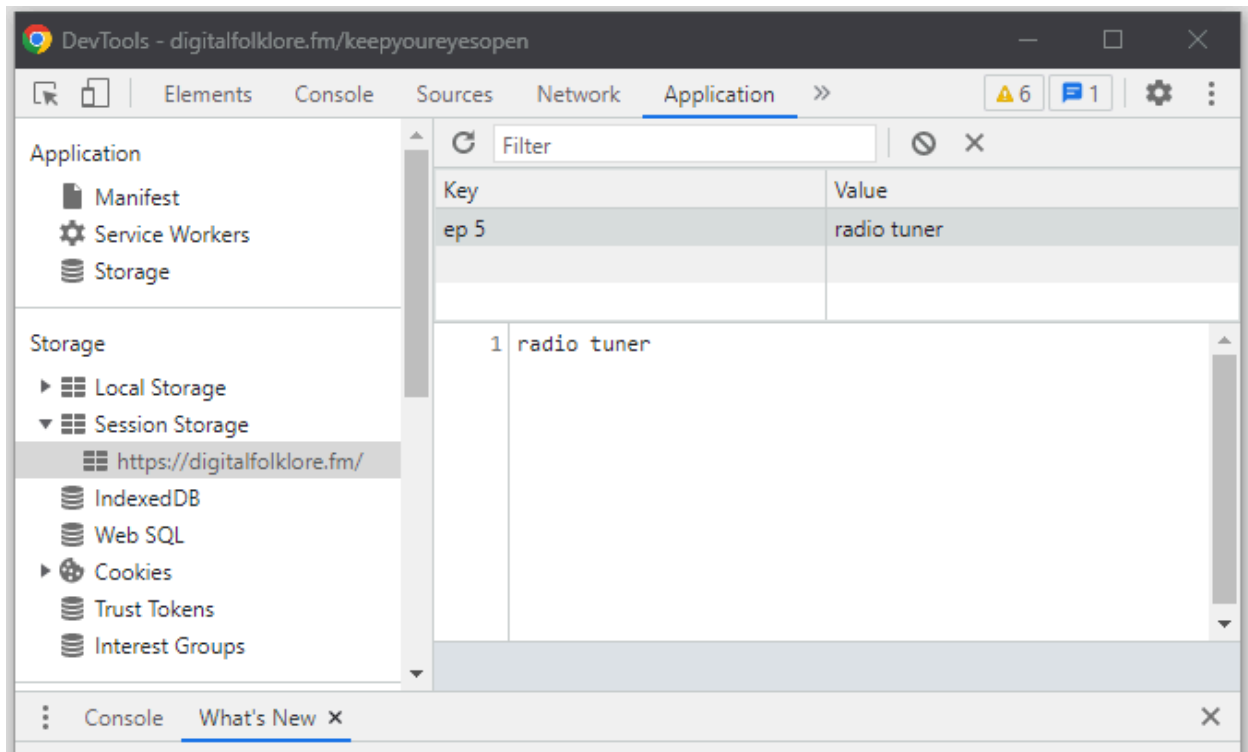 DevTools - digitalfolklore.fm/keepyoureyesopen
Elements Console Sources Network Application » 6 1
Application
Manifest
Service Workers
Storage
Storage
Local Storage
Session Storage
https://digitalfolklore.fm/
IndexedDB
Web SQL
Cookies
Trust Tokens
Interest Groups
Filter
Key Value
ep 5 radio tuner
1 radio tuner
Console What's New